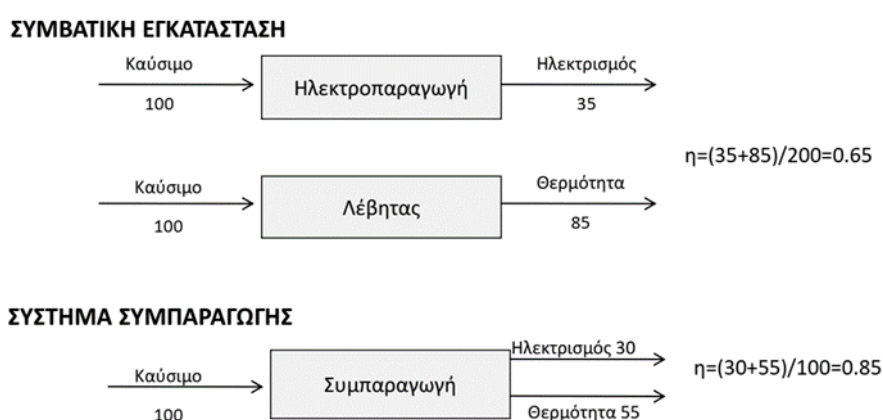 ΣΥΜΒΑΤΙΚΗ ΕΓΚΑΤΑΣΤΑΣΗ
Καύσιμο
100
Ηλεκτροπαραγωγή
Ηλεκτρισμός
35
Καύσιμο
100
Λέβητας
Θερμότητα
85
η=(35+85)/200=0.65
ΣΥΣΤΗΜΑ ΣΥΜΠΑΡΑΓΩΓΗΣ
Καύσιμο
100
Συμπαραγωγή
Ηλεκτρισμός 30
Θερμότητα 55
η=(30+55)/100=0.85